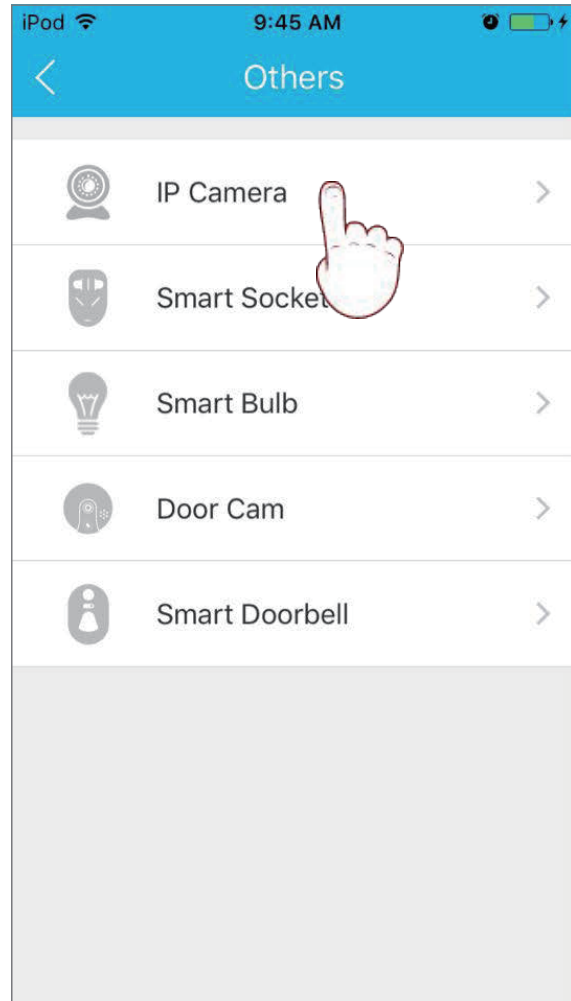 iPod 9:45 AM
Others
IP Camera
Smart Socket
Smart Bulb
Door Cam
Smart Doorbell